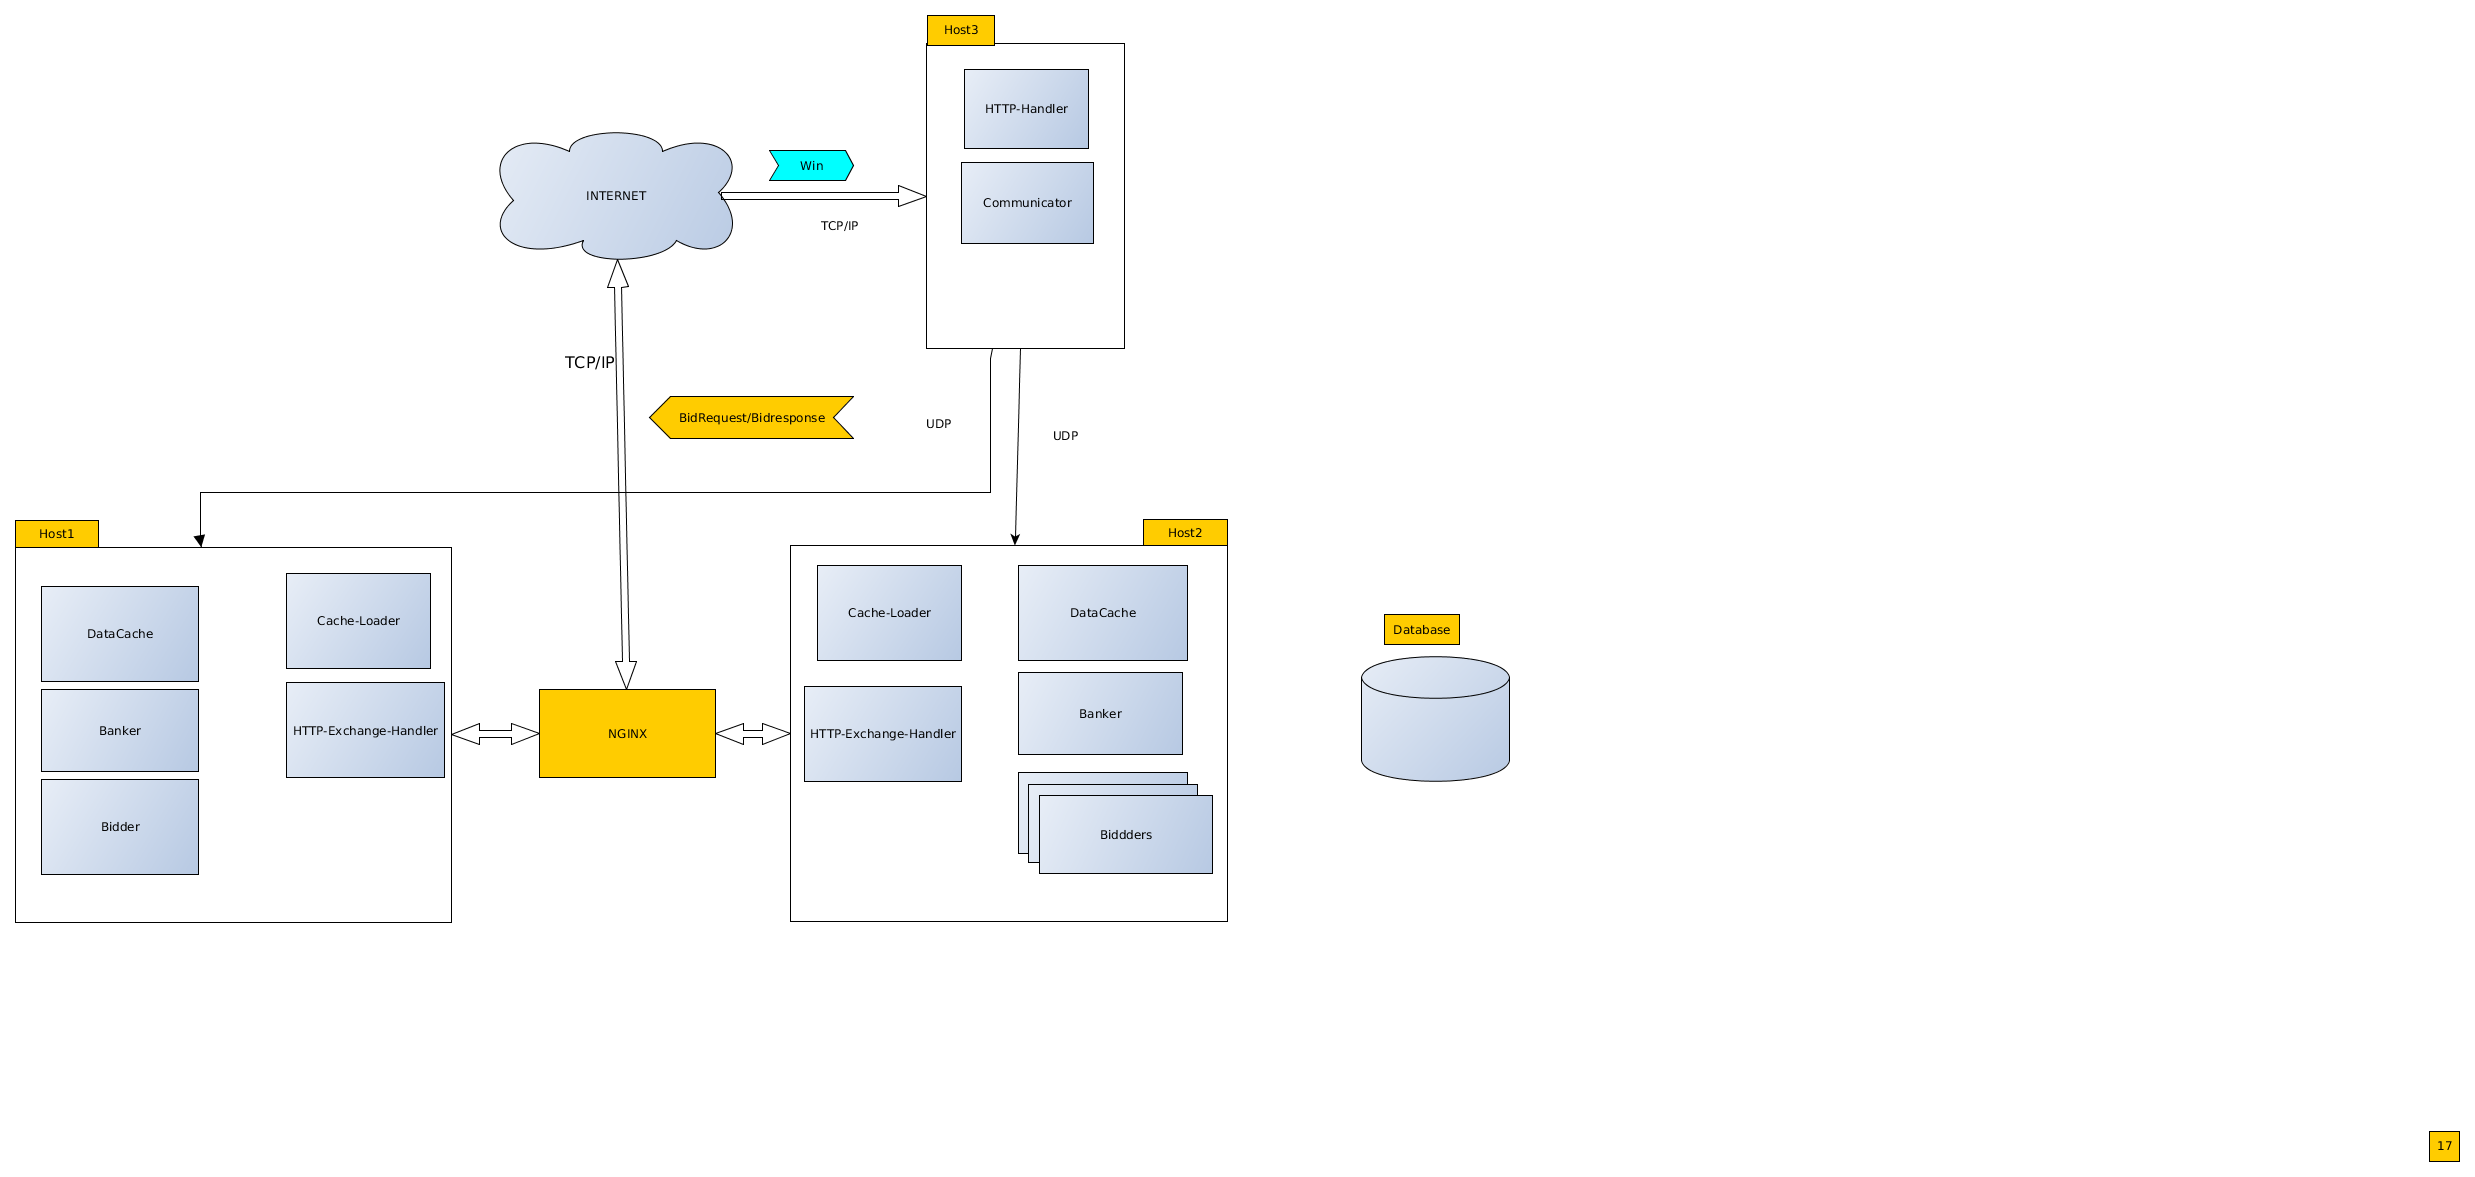 Host3
HTTP-Handler
Win
INTERNET
Communicator
TCP/IP
TCP/IP
BidRequest/Bidresponse
UDP
UDP
Host1
Host2
DataCache
Cache-Loader
Banker
HTTP-Exchange-Handler
Bidder
NGINX
Cache-Loader
DataCache
HTTP-Exchange-Handler
Banker
Biddders
Database
17